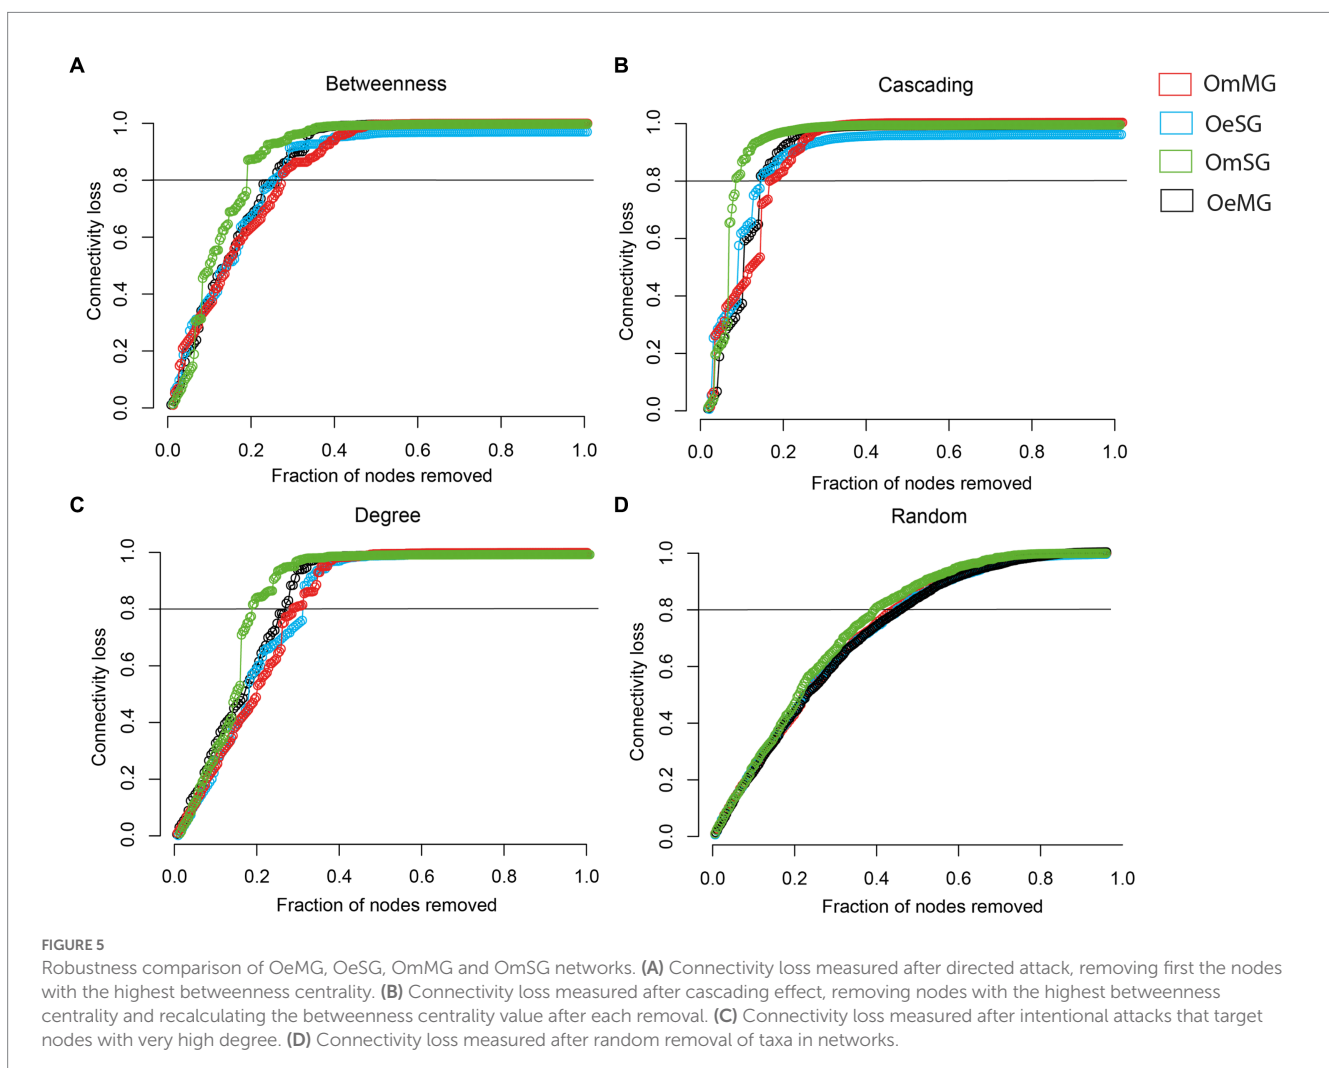 A
Betweenness
1.0
0.8
0.6
0.4
0.2
0.0
Connectivity loss
0.0 0.2 0.4 0.6 0.8 1.0
Fraction of nodes removed
B
Cascading
1.0
0.8
0.6
0.4
0.2
0.0
Connectivity loss
0.0 0.2 0.4 0.6 0.8 1.0
Fraction of nodes removed
OmMG
OeSG
OmSG
OeMG
C
Degree
1.0
0.8
0.6
0.4
0.2
0.0
Connectivity loss
0.0 0.2 0.4 0.6 0.8 1.0
Fraction of nodes removed
D
Random
1.0
0.8
0.6
0.4
0.2
0.0
Connectivity loss
0.0 0.2 0.4 0.6 0.8 1.0
Fraction of nodes removed
FIGURE 5
Robustness comparison of OeMG, OeSG, OmMG and OmSG networks. (A) Connectivity loss measured after directed attack, removing first the nodes
with the highest betweenness centrality. (B) Connectivity loss measured after cascading effect, removing nodes with the highest betweenness
centrality and recalculating the betweenness centrality value after each removal. (C) Connectivity loss measured after intentional attacks that target
nodes with very high degree. (D) Connectivity loss measured after random removal of taxa in networks.